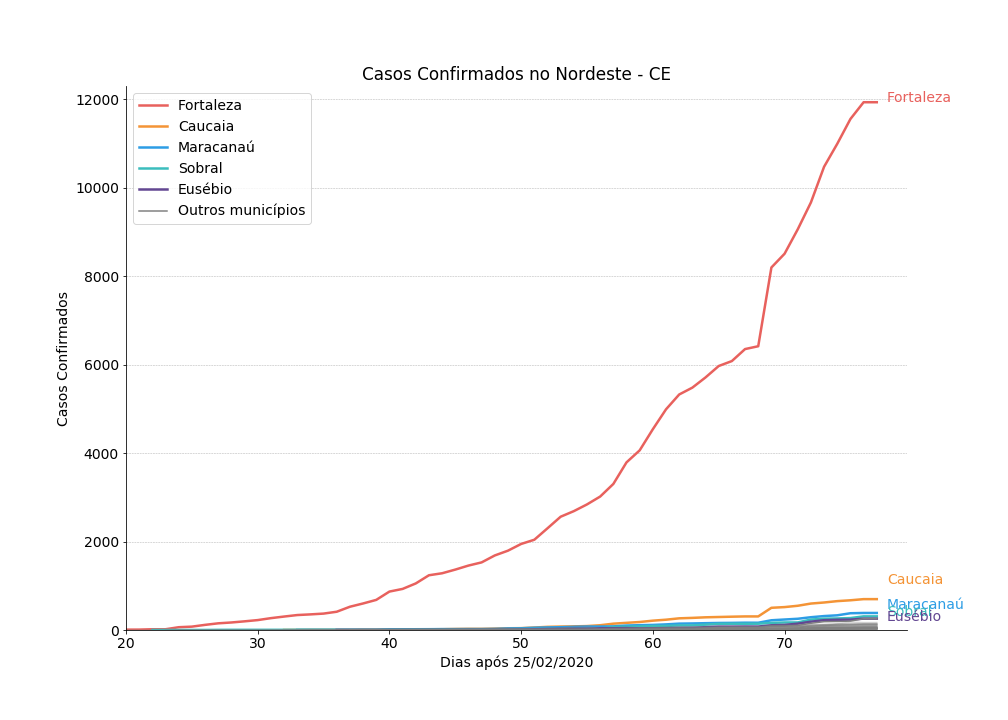 Casos Confirmados no Nordeste - CE
12000
10000
8000
6000
4000
2000
0
Casos Confirmados
20
30
40
50
60
70
Dias após 25/02/2020
Fortaleza
Caucaia
Maracanaú
Sobral
Eusébio
Outros municípios
Fortaleza
Caucaia
Maracanaú
Sobral
Eusébio